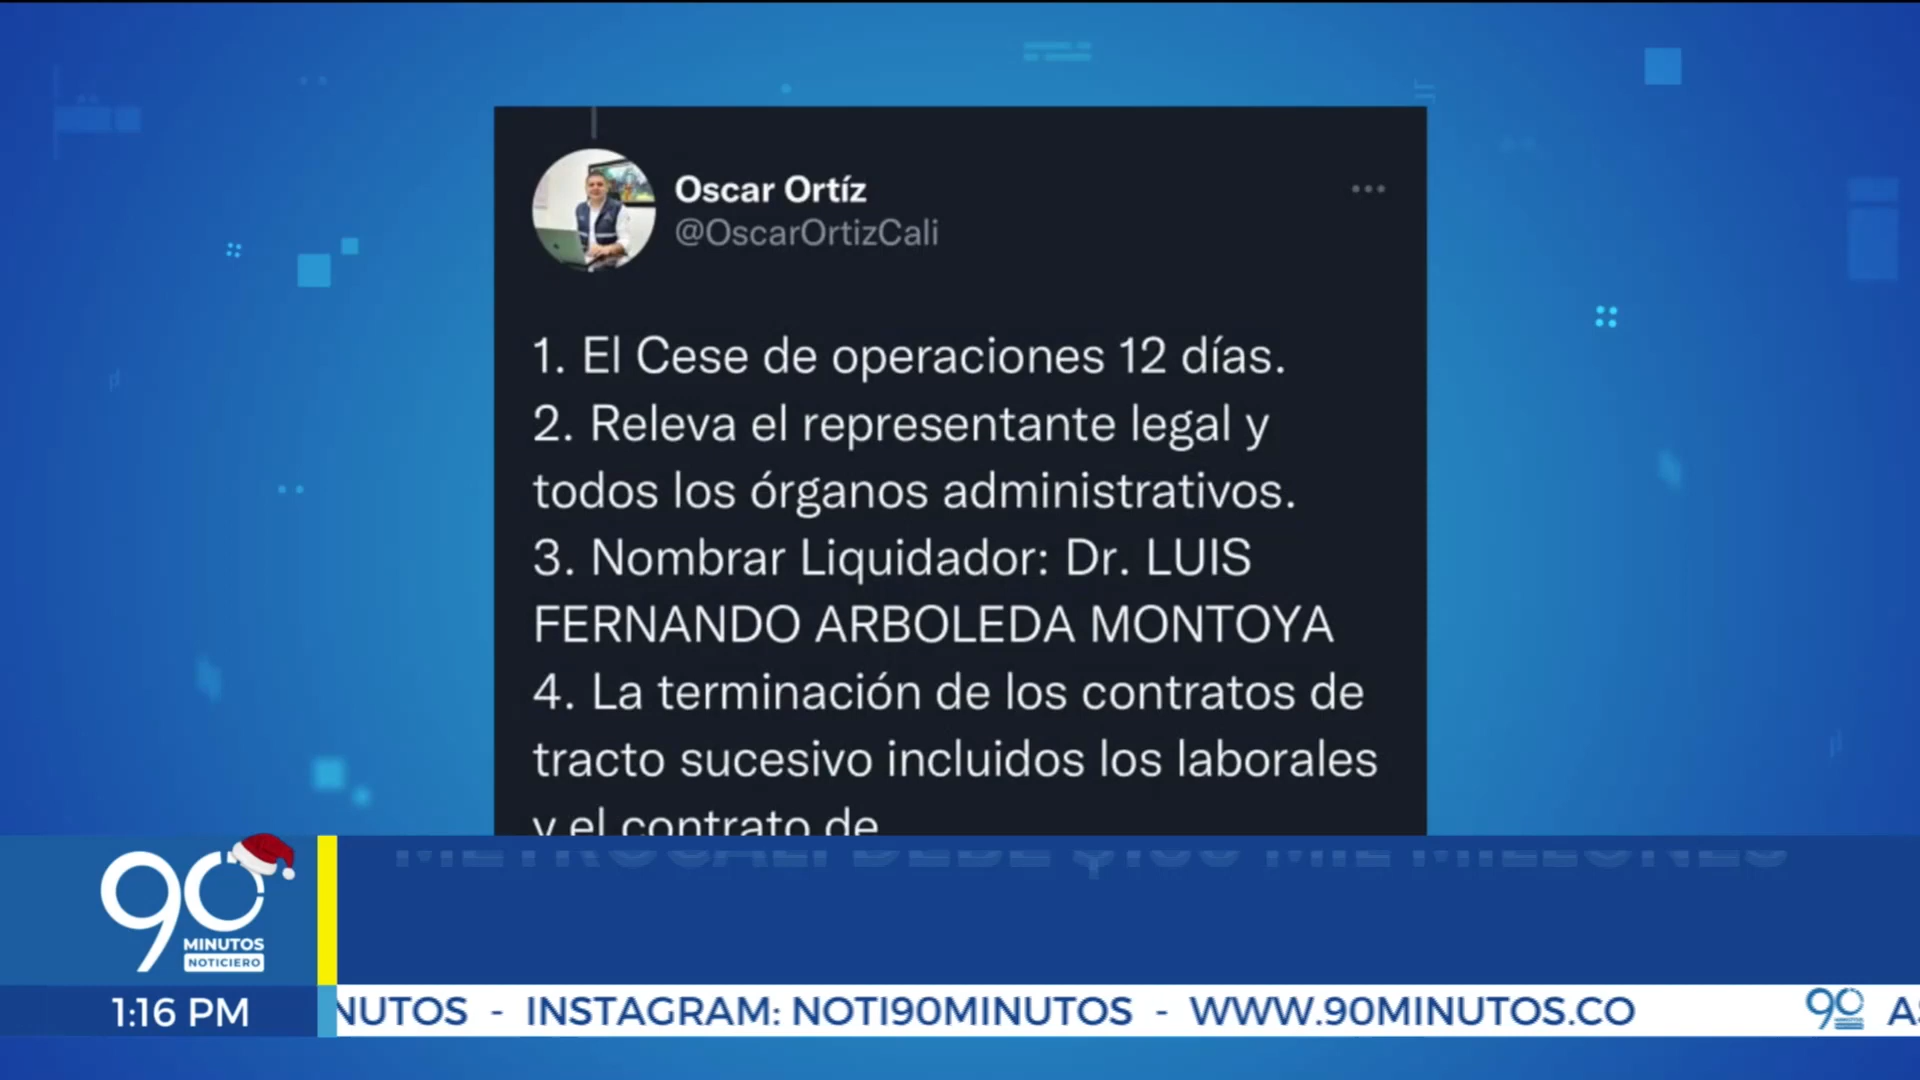 Oscar Ortíz
@OscarOrtizCali
1. El Cese de operaciones 12 días.
2. Releva el representante legal y
todos los órganos administrativos.
3. Nombrar Liquidador: Dr. LUIS
FERNANDO ARBOLEDA MONTOYA
4. La terminación de los contratos de
tracto sucesivo incluidos los laborales
y el contrato de
90
MINUTOS
NOTICIERO
1:16 PM
NUTOS - INSTAGRAM: NOTI90MINUTOS - WWW.90MINUTOS.CO
90